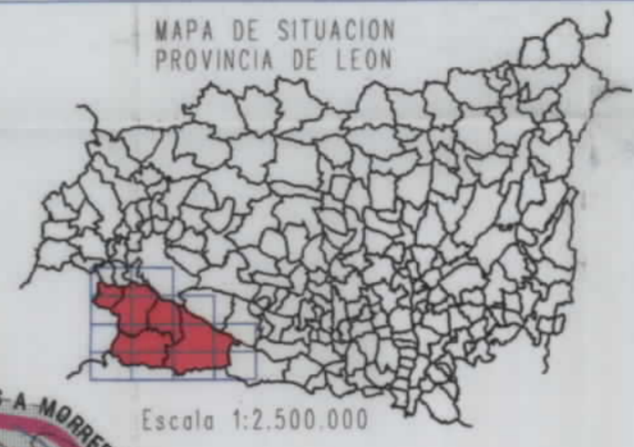 MAPA DE SITUACION
PROVINCIA DE LEON
Escala 1:2,500,000
A